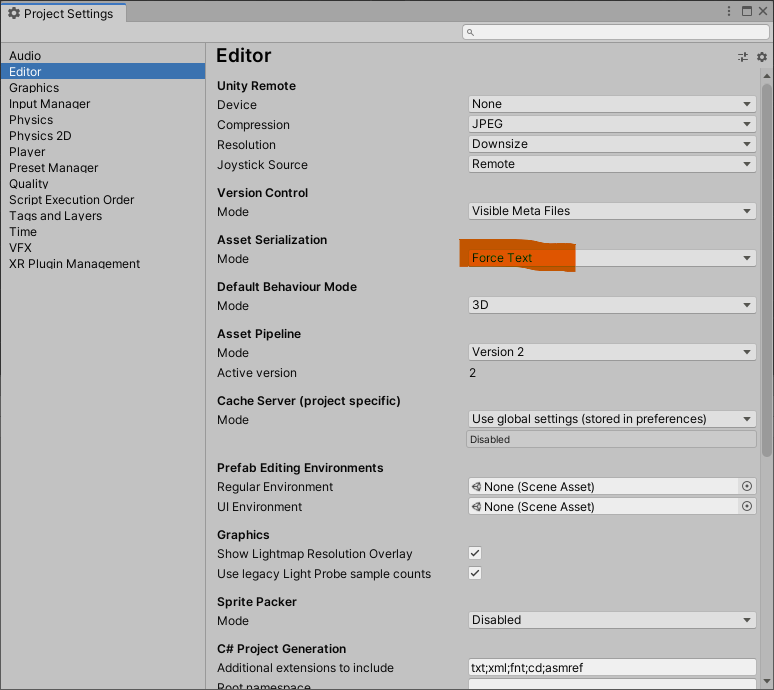 Project Settings
Audio
Editor
Graphics
Input Manager
Physics
Physics 2D
Player
Preset Manager
Quality
Script Execution Order
Tags and Layers
Time
VFX
XR Plugin Management
Editor
Unity Remote
Device None
Compression JPEG
Resolution Downsize
Joystick Source Remote
Version Control
Mode Visible Meta Files
Asset Serialization
Mode Force Text
Default Behaviour Mode
Mode 3D
Asset Pipeline
Mode Version 2
Active version 2
Cache Server (project specific)
Mode Use global settings (stored in preferences)
Disabled
Prefab Editing Environments
Regular Environment None (Scene Asset)
UI Environment None (Scene Asset)
Graphics
Show Lightmap Resolution Overlay
Use legacy Light Probe sample counts
Sprite Packer
Mode Disabled
C# Project Generation
Additional extensions to include txt;xml;fnt;cd;asmref
Root namespace